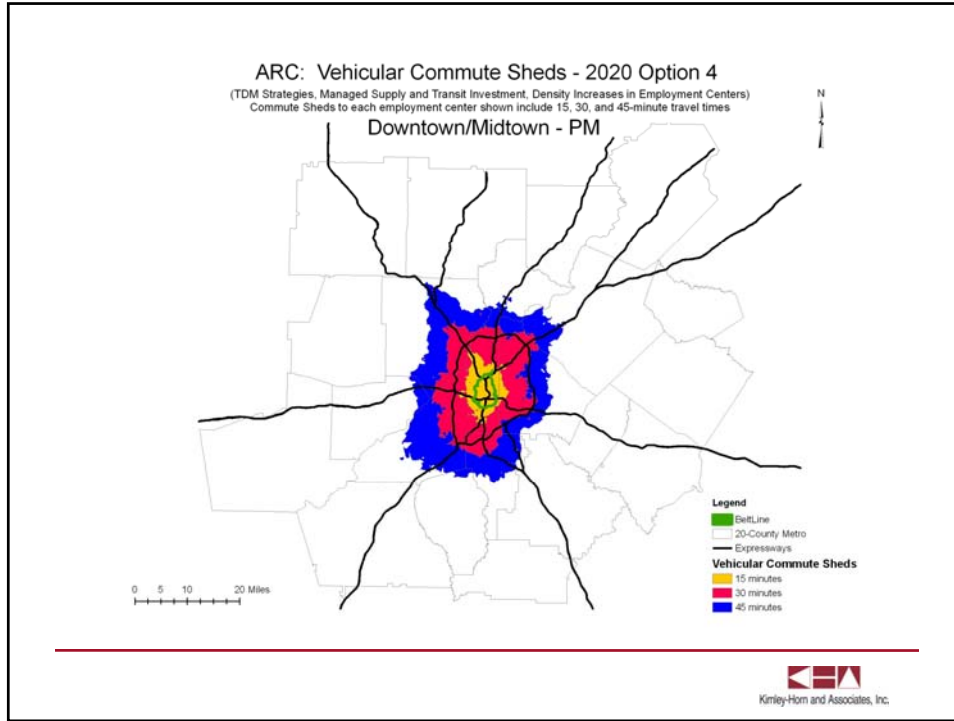 ARC: Vehicular Commute Sheds - 2020 Option 4
(TDM Strategies, Managed Supply and Transit Investment, Density Increases in Employment Centers)
Commute Sheds to each employment center shown include 15, 30, and 45-minute travel times
Downtown/Midtown - PM
N
Legend
BeltLine
20-County Metro
Expressways
Vehicular Commute Sheds
15 minutes
30 minutes
45 minutes
0 5 10 20 Miles
Kimley-Horn and Associates, Inc.